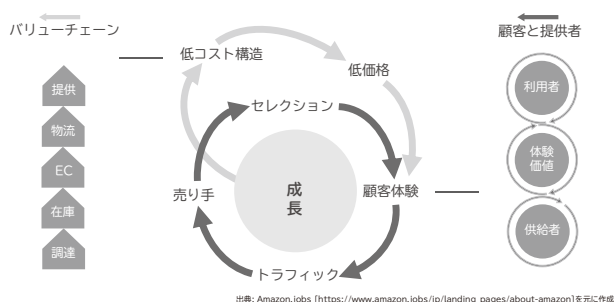 バリューチェーン
提供
物流
EC
在庫
調達
低コスト構造
低価格
セレクション
売り手
成長
顧客体験
トラフィック
顧客と提供者
利用者
体験
価値
供給者
出典: Amazon.jobs [https://www.amazon.jobs/jp/landing_pages/about-amazon]を元に作成